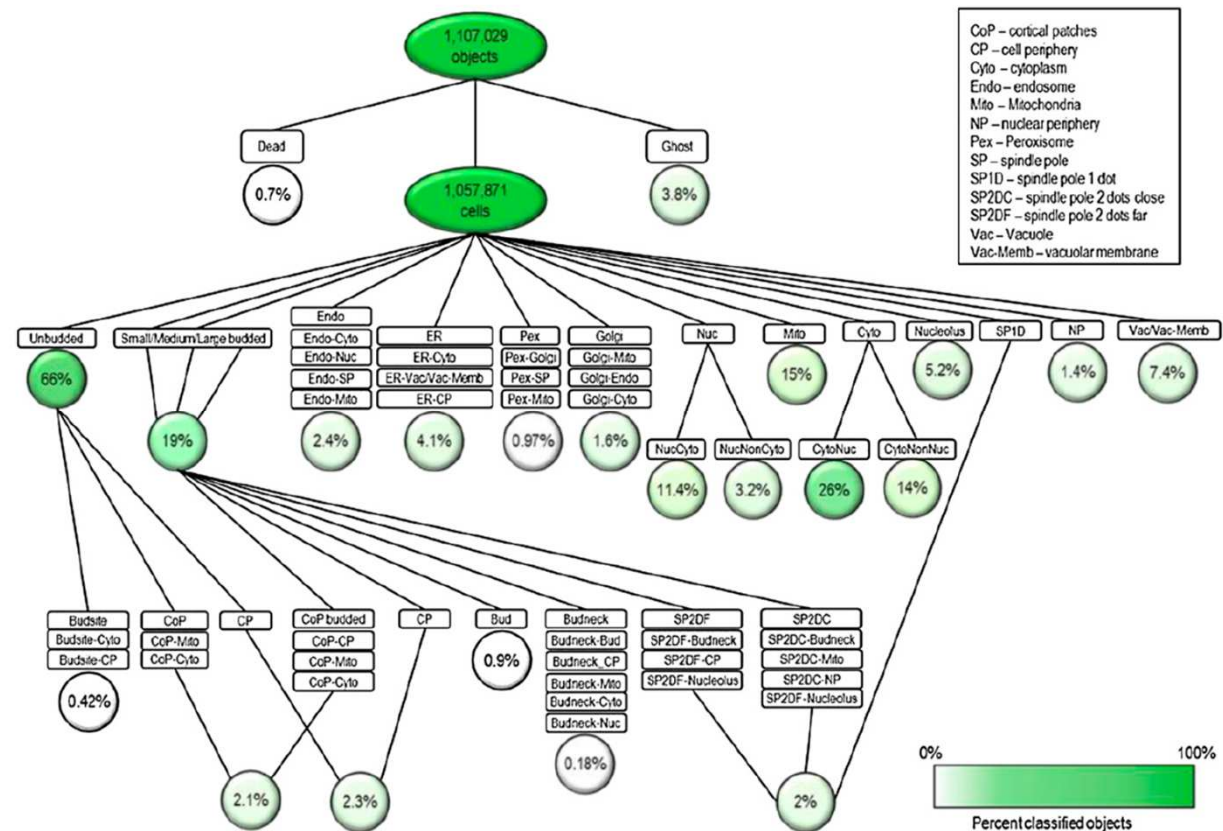 1,107,029
objects
CoP – cortical patches
CP – cell periphery
Cyto – cytoplasm
Endo – endosome
Mito – Mitochondria
NP – nuclear periphery
Pex – Peroxisome
SP – spindle pole
SP1D – spindle pole 1 dot
SP2DC – spindle pole 2 dots close
SP2DF – spindle pole 2 dots far
Vac – Vacuole
Vac-Memb – vacuolar membrane
Dead
Ghost
0.7%
3.8%
1,057,871
cells
Unbudded
66%
Small/Medium/Large budded
19%
Endo
Endo-Cyto
Endo-Nuc
Endo-SP
Endo-Mito
2.4%
ER
ER-Cyto
ER-Vac/Vac-Memb
ER-CP
4.1%
Pex
Pex-Golgi
Pex-SP
Pex-Mito
0.97%
Golgi
Golgi-Mito
Golgi-Endo
Golgi-Cyto
1.6%
Nuc
NucCyto
11.4%
NucNonCyto
3.2%
Mito
15%
Cyto
CytoNuc
26%
CytoNonNuc
14%
Nucleolus
5.2%
SP1D
NP
1.4%
Vac/Vac-Memb
7.4%
Budsite
Budsite-Cyto
Budsite-CP
0.42%
CoP
CoP-Mito
CoP-Cyto
CP
CoP budded
CoP-CP
CoP-Mito
CoP-Cyto
2.1%
CP
2.3%
Bud
0.9%
Budneck
Budneck-Bud
Budneck_CP
Budneck-Mito
Budneck-Cyto
Budneck-Nuc
0.18%
SP2DF
SP2DF-Budneck
SP2DF-CP
SP2DF-Nucleolus
SP2DC
SP2DC-Budneck
SP2DC-Mito
SP2DC-NP
SP2DF-Nucleolus
2%
0%
100%
Percent classified objects